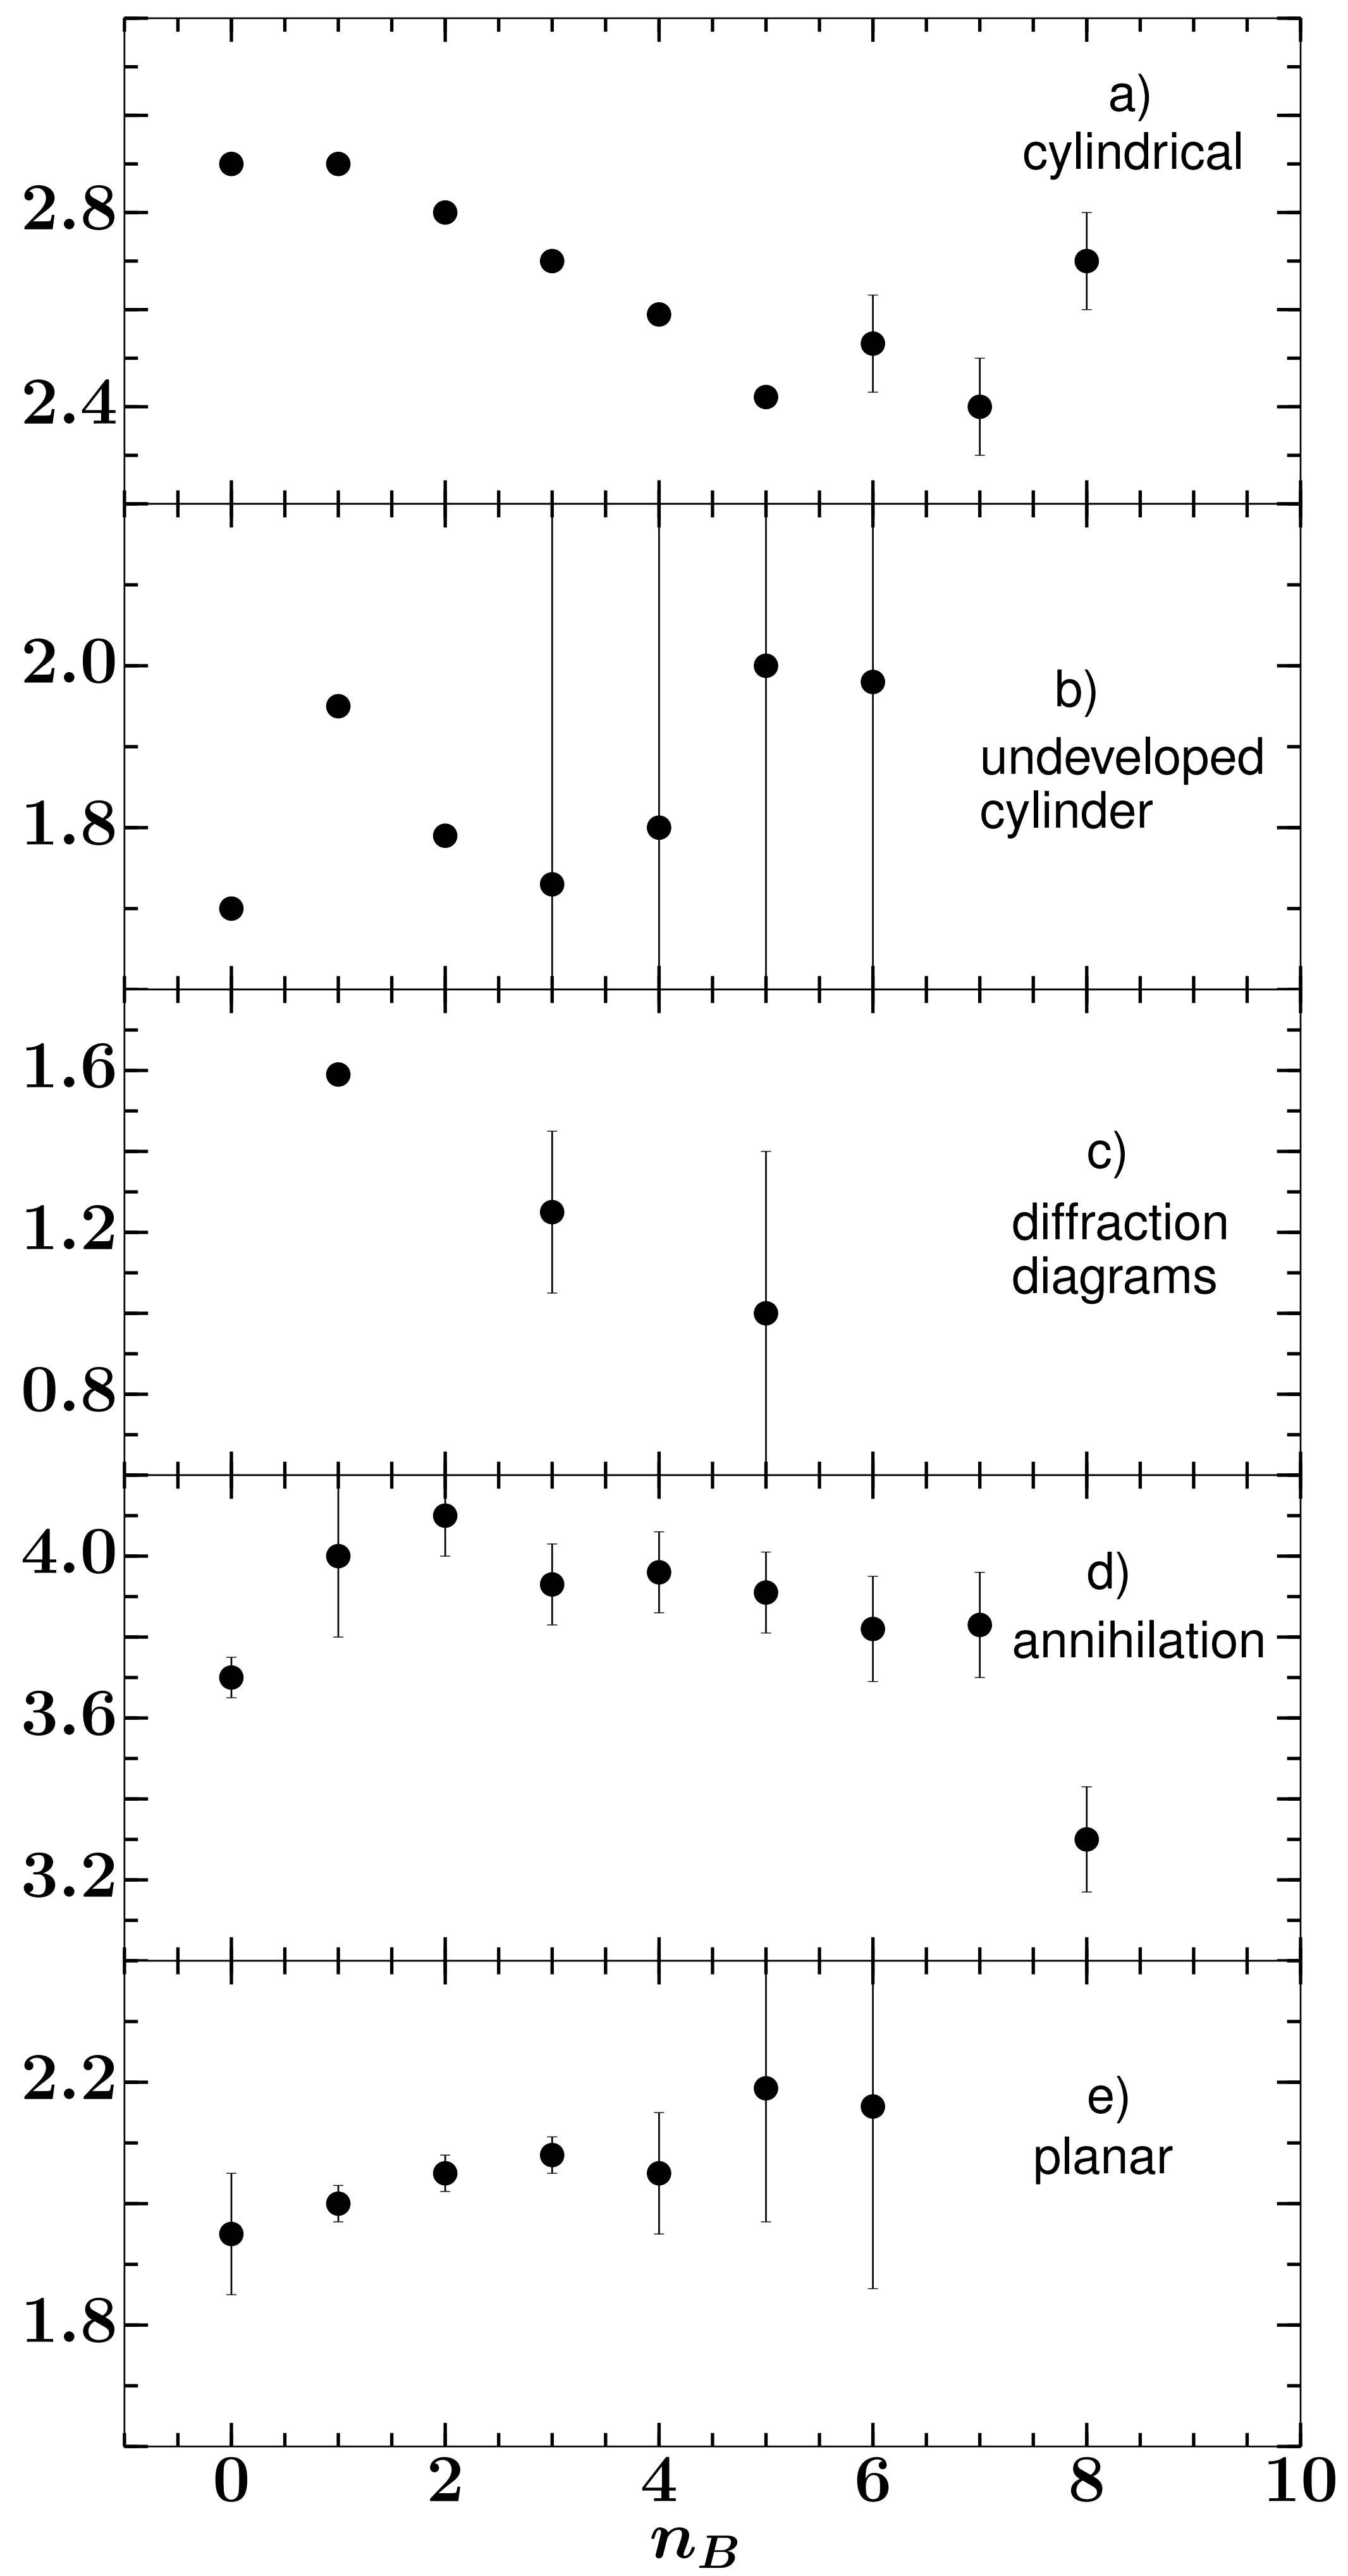 a)
cylindrical
2.8
2.4
2.0
b)
undeveloped
1.8
cylinder
1.6
c)
1.2
diffraction
diagrams
0.8
4.0
d)
annihilation
3.6
3.2
2.2
e)
planar
1.8
0 2 4 6 8 10
n_B